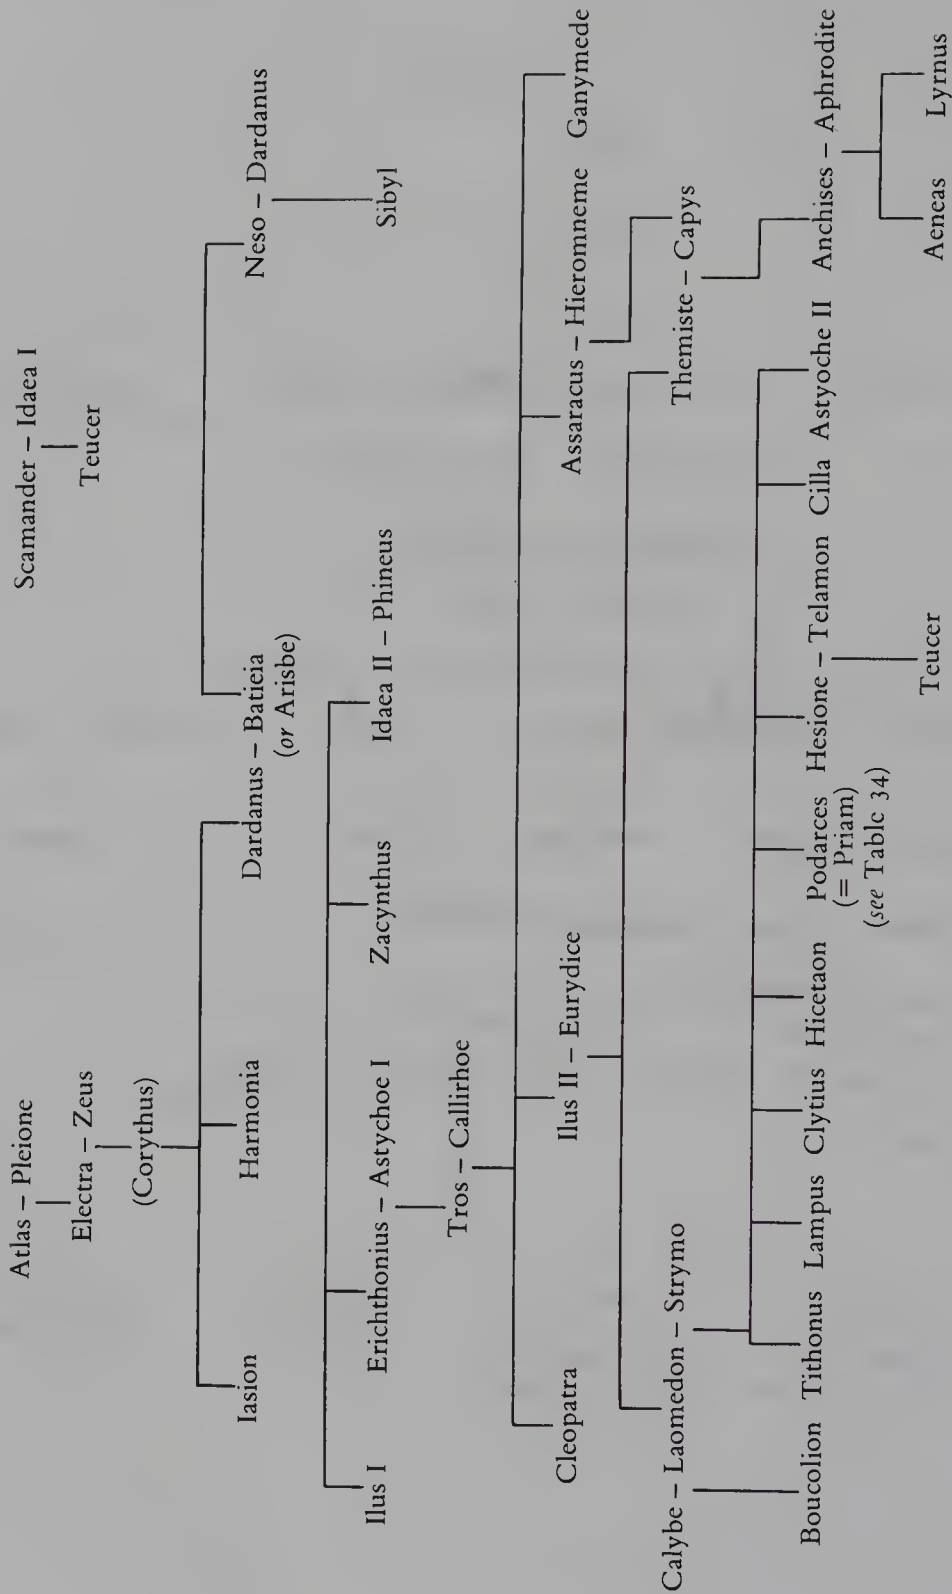 Atlas – Pleione
Scamander – Idaea I
Electra – Zeus
Teucer
(Corythus)
Iasion Harmonia Dardanus – Batieia Neso – Dardanus
(or Arisbe)
Ilus I Erichthonius – Astychoe I Zacynthus Idaea II – Phineus Sibyl
Tros – Callirhoe
Cleopatra Ilus II – Eurydice Assaracus – Hieromneme Ganymede
Calybe – Laomedon – Strymo Themiste – Capys
Boucolion Tithonus Lampus Clytius Hicetaon Podarces Hesione – Telamon Cilla Astyoche II Anchises – Aphrodite
(= Priam)
(see Table 34)
Teucer Aeneas Lyrnus